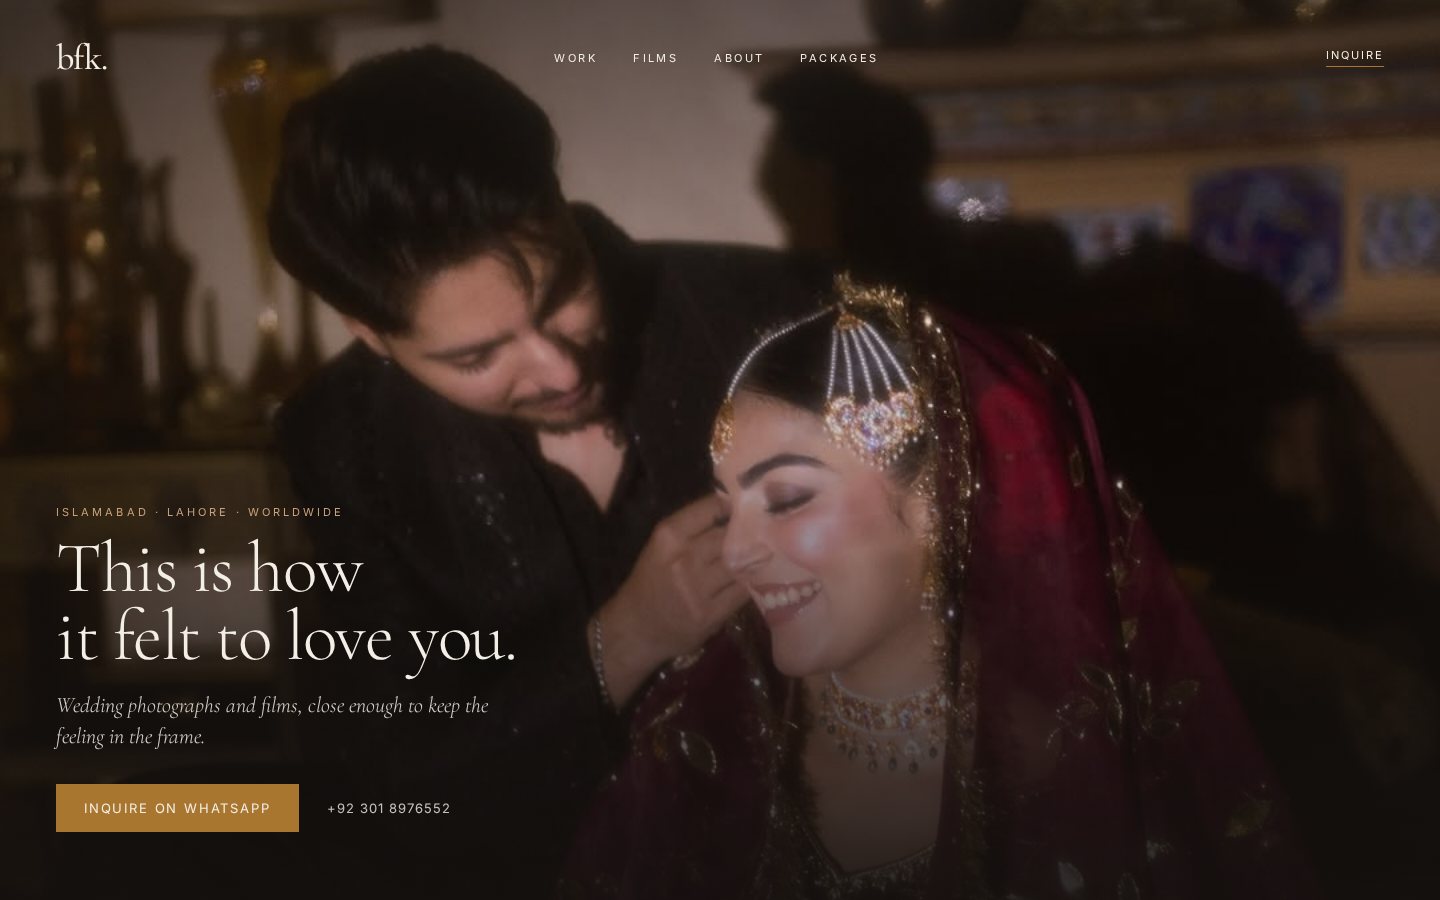 bfk.
WORK FILMS ABOUT PACKAGES
INQUIRE
ISLAMABAD · LAHORE · WORLDWIDE
This is how
it felt to love you.
Wedding photographs and films, close enough to keep the
feeling in the frame.
INQUIRE ON WHATSAPP
+92 301 8976552